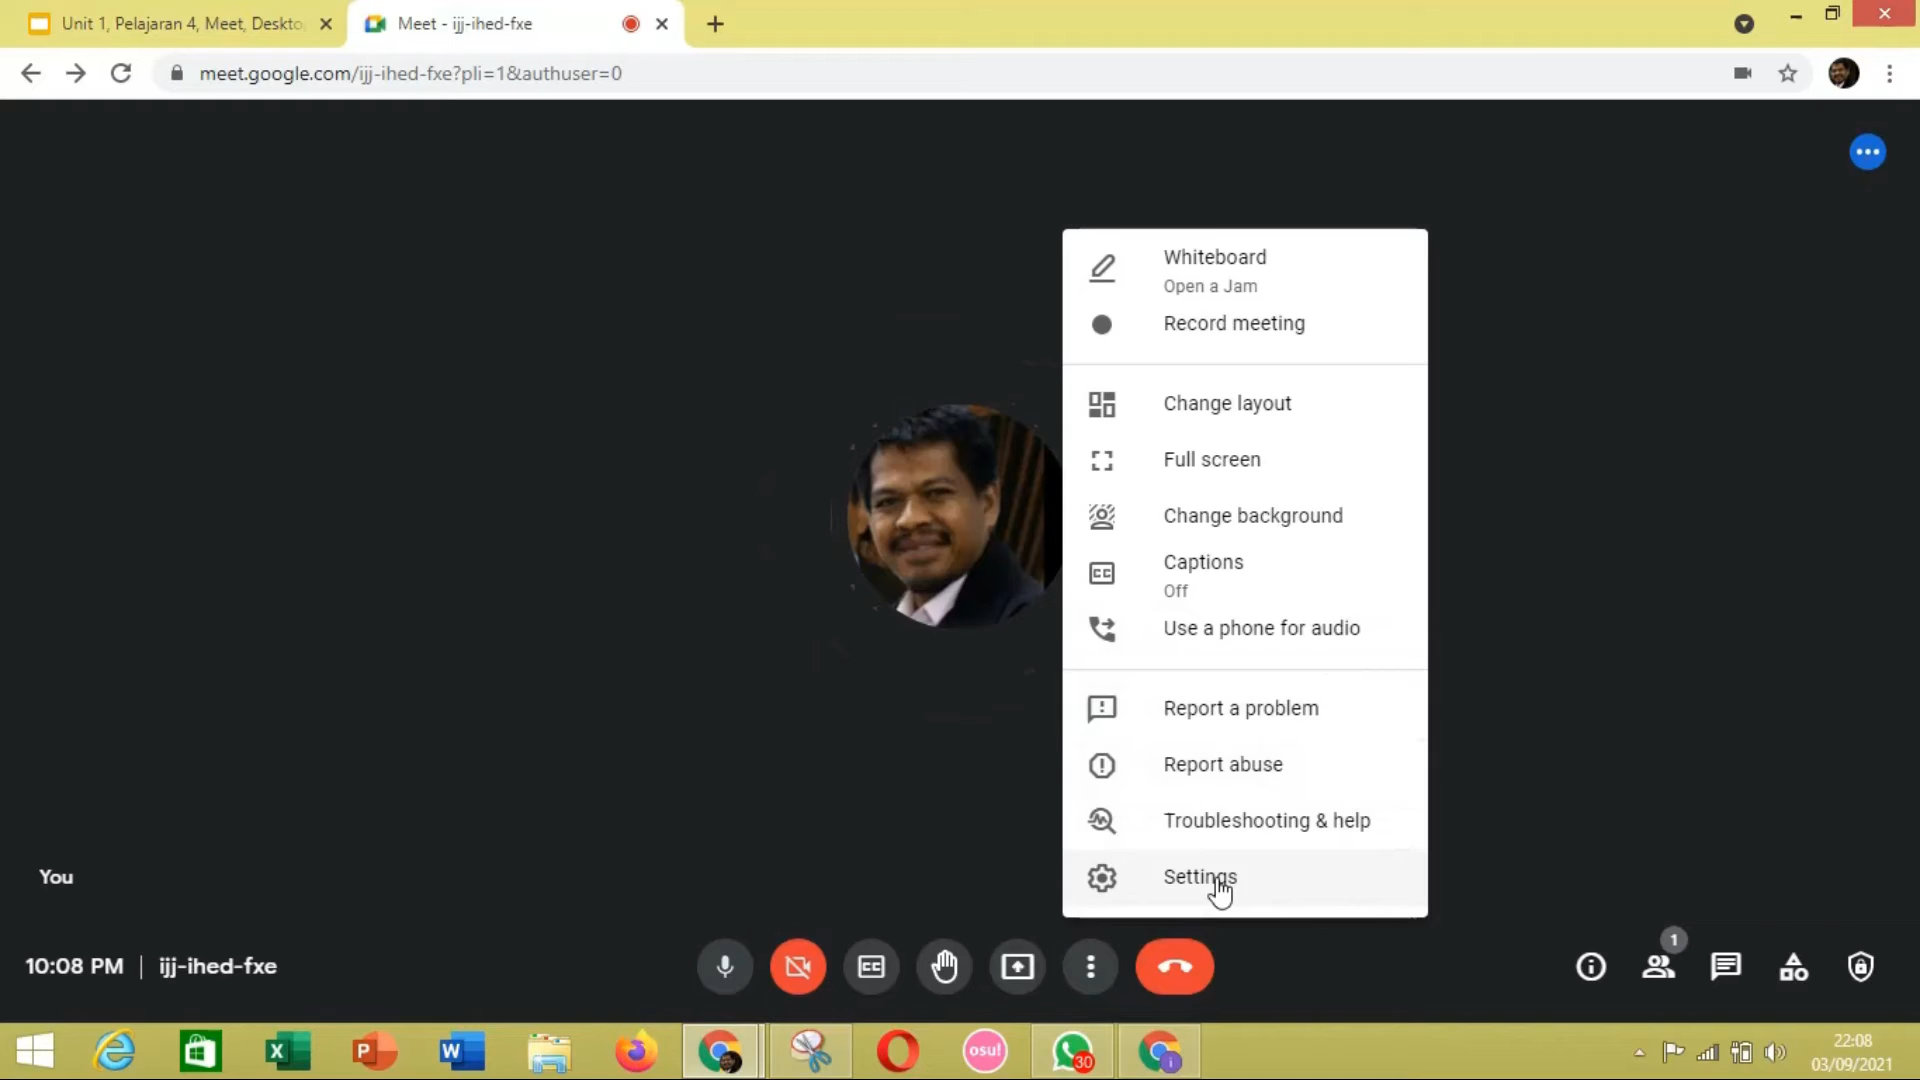 Unit 1, Pelajaran 4, Meet, Deskto
Meet - ijj-ihed-fxe
meet.google.com/ijj-ihed-fxe?pli=1&authuser=0
Whiteboard
Open a Jam
Record meeting
Change layout
Full screen
Change background
CC
Captions
Off
Use a phone for audio
Report a problem
Report abuse
Troubleshooting & help
Settings
You
1
10:08 PM | ijj-ihed-fxe
CC
osu!
30
22:08
03/09/2021